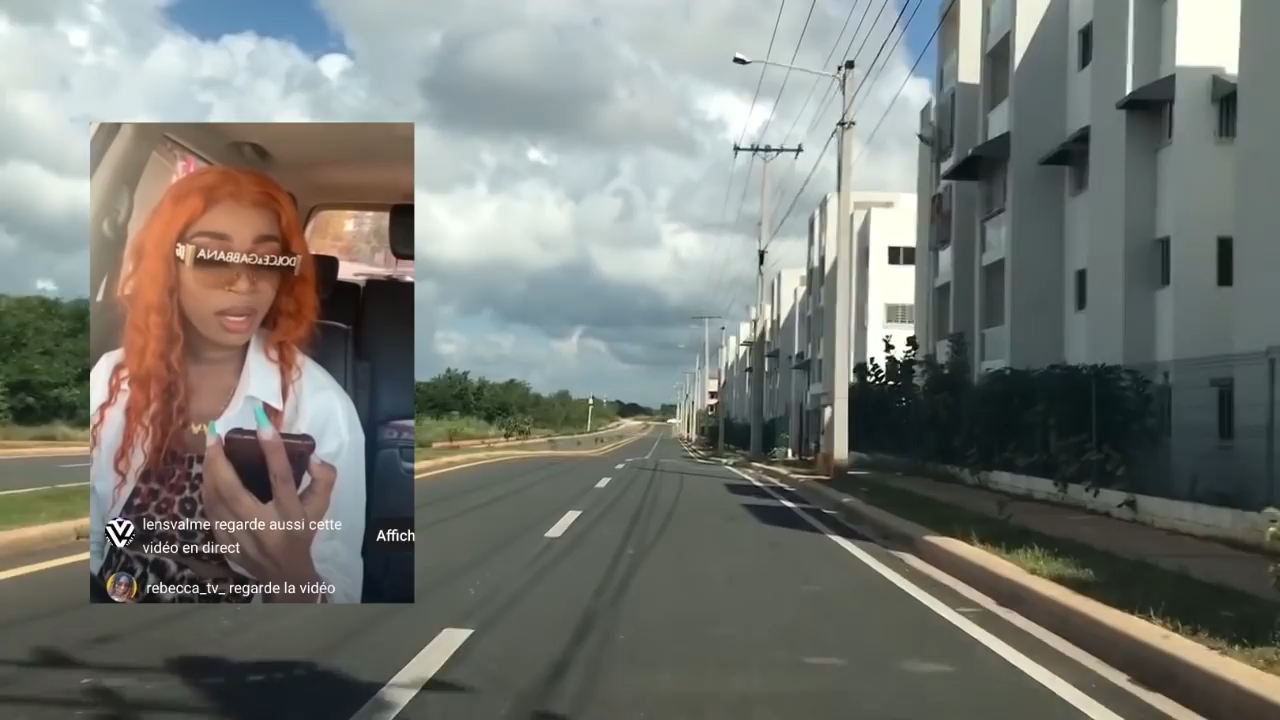 DOLCE&GABBANA
lensvalme regarde aussi cette
vidéo en direct
Affich
rebecca_tv_ regarde la vidéo